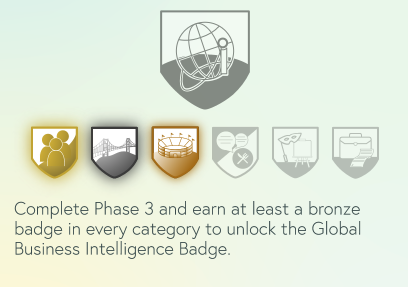 Complete Phase 3 and earn at least a bronze
badge in every category to unlock the Global
Business Intelligence Badge.